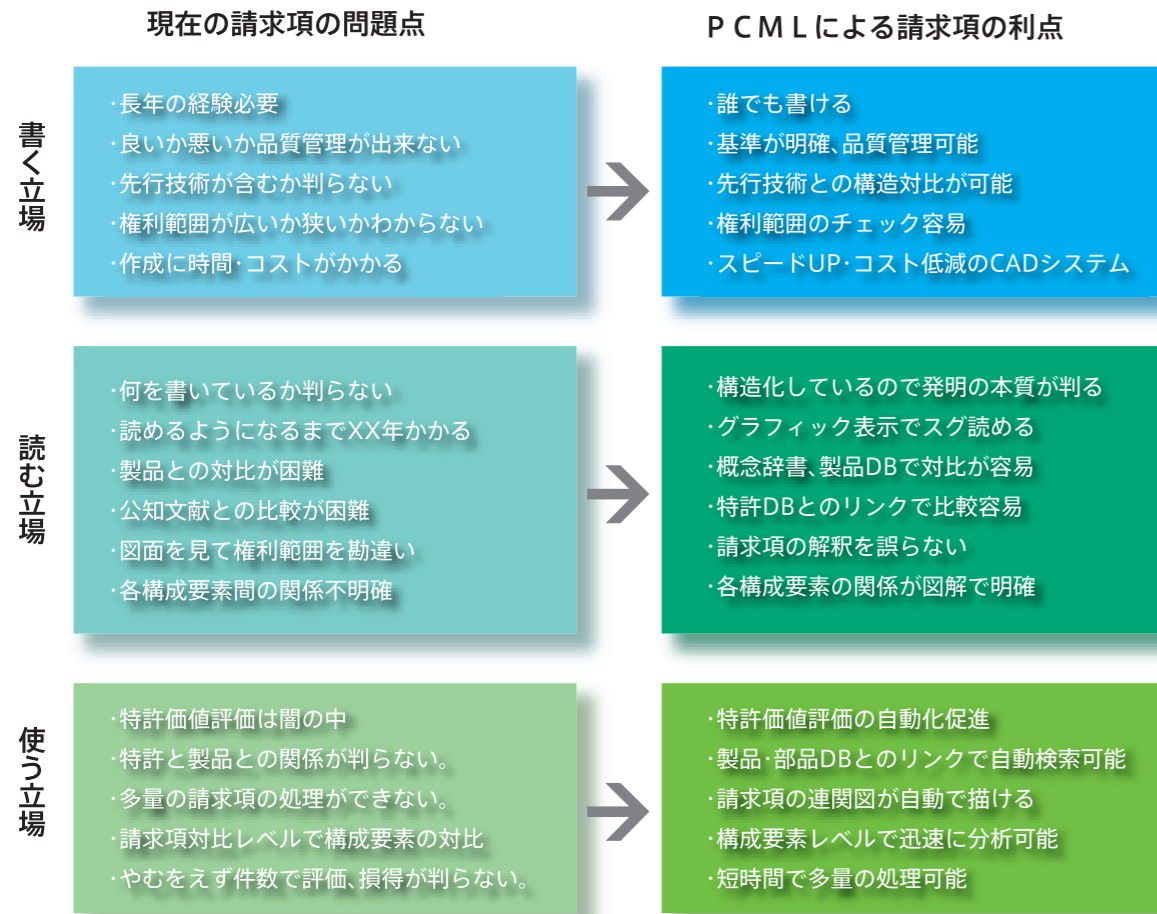 現在の請求項の問題点
PCMLによる請求項の利点
書く立場
・長年の経験必要
・良いか悪いか品質管理が出来ない
・先行技術が含むか判らない
・権利範囲が広いか狭いかわからない
・作成に時間・コストがかかる
・誰でも書ける
・基準が明確、品質管理可能
・先行技術との構造対比が可能
・権利範囲のチェック容易
・スピードUP・コスト低減のCADシステム
読む立場
・何を書いているか判らない
・読めるようになるまでXX年かかる
・製品との対比が困難
・公知文献との比較が困難
・図面を見て権利範囲を勘違い
・各構成要素間の関係不明確
・構造化しているので発明の本質が判る
・グラフィック表示でスグ読める
・概念辞書、製品DBで対比が容易
・特許DBとのリンクで比較容易
・請求項の解釈を誤らない
・各構成要素の関係が図解で明確
使う立場
・特許価値評価は闇の中
・特許と製品との関係が判らない。
・多量の請求項の処理ができない。
・請求項対比レベルで構成要素の対比
・やむをえず件数で評価、損得が判らない。
・特許価値評価の自動化促進
・製品・部品DBとのリンクで自動検索可能
・請求項の連関図が自動で描ける
・構成要素レベルで迅速に分析可能
・短時間で多量の処理可能